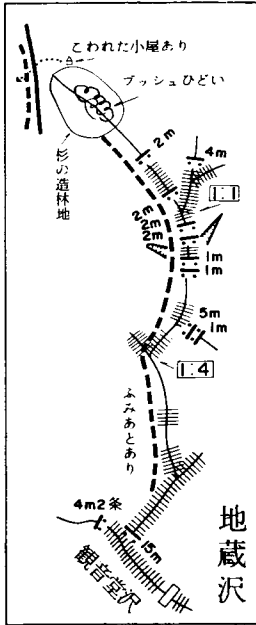 こわれた小屋あり
ブッシュひどい
杉の造林地
2m
4m
1:1
2m
2m
2m
1m
1m
5m
1m
1:4
ふみあとあり
4m2条
15m
観音堂沢
地蔵沢